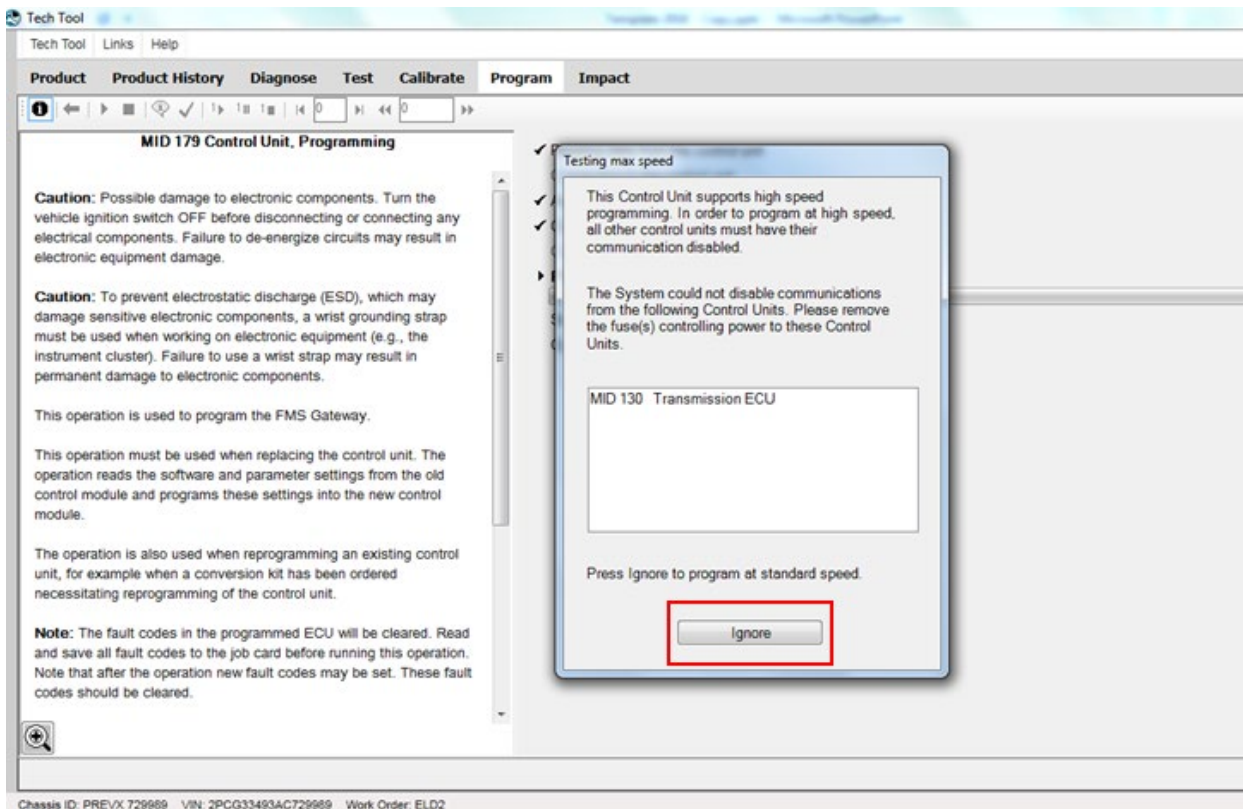 Tech Tool
Tech Tool Links Help
Product Product History Diagnose Test Calibrate Program Impact
0 0
MID 179 Control Unit, Programming
Caution: Possible damage to electronic components. Turn the
vehicle ignition switch OFF before disconnecting or connecting any
electrical components. Failure to de-energize circuits may result in
electronic equipment damage.
Caution: To prevent electrostatic discharge (ESD), which may
damage sensitive electronic components, a wrist grounding strap
must be used when working on electronic equipment (e.g., the
instrument cluster). Failure to use a wrist strap may result in
permanent damage to electronic components.
This operation is used to program the FMS Gateway.
This operation must be used when replacing the control unit. The
operation reads the software and parameter settings from the old
control module and programs these settings into the new control
module.
The operation is also used when reprogramming an existing control
unit, for example when a conversion kit has been ordered
necessitating reprogramming of the control unit.
Note: The fault codes in the programmed ECU will be cleared. Read
and save all fault codes to the job card before running this operation.
Note that after the operation new fault codes may be set. These fault
codes should be cleared.
Testing max speed
This Control Unit supports high speed
programming. In order to program at high speed,
all other control units must have their
communication disabled.
The System could not disable communications
from the following Control Units. Please remove
the fuse(s) controlling power to these Control
Units.
MID 130 Transmission ECU
Press Ignore to program at standard speed.
Ignore
Chassis ID: PREVX 729989 VIN: 2PCG33493AC729989 Work Order: ELD2